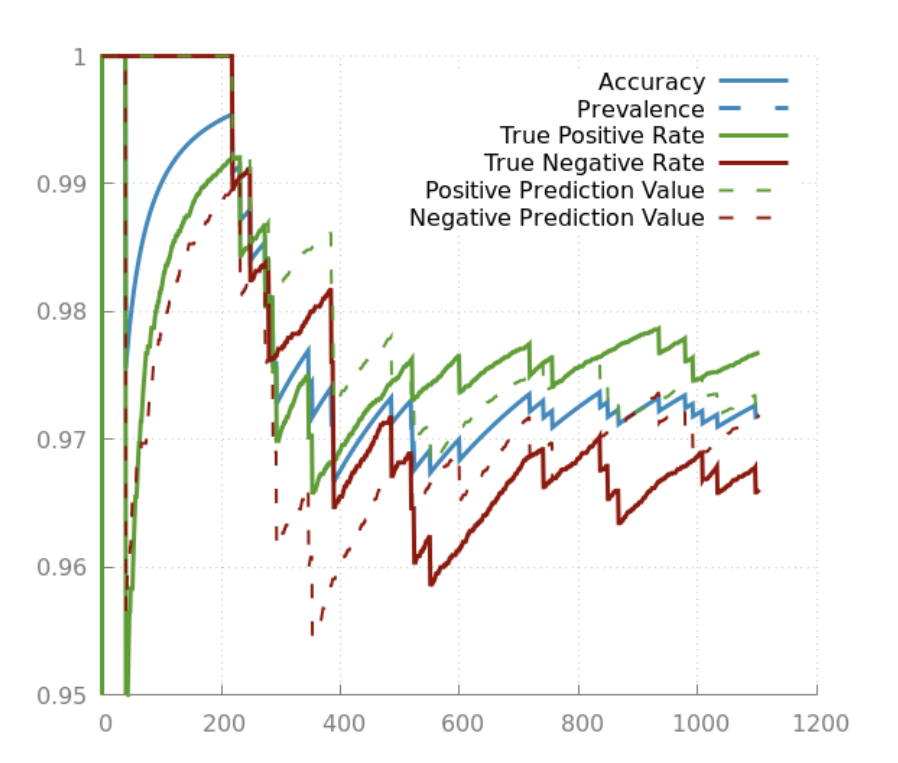 1
Accuracy
Prevalence
True Positive Rate
True Negative Rate
0.99
Positive Prediction Value
Negative Prediction Value
0.98
0.97
0.96
0.95
0 200 400 600 800 1000 1200